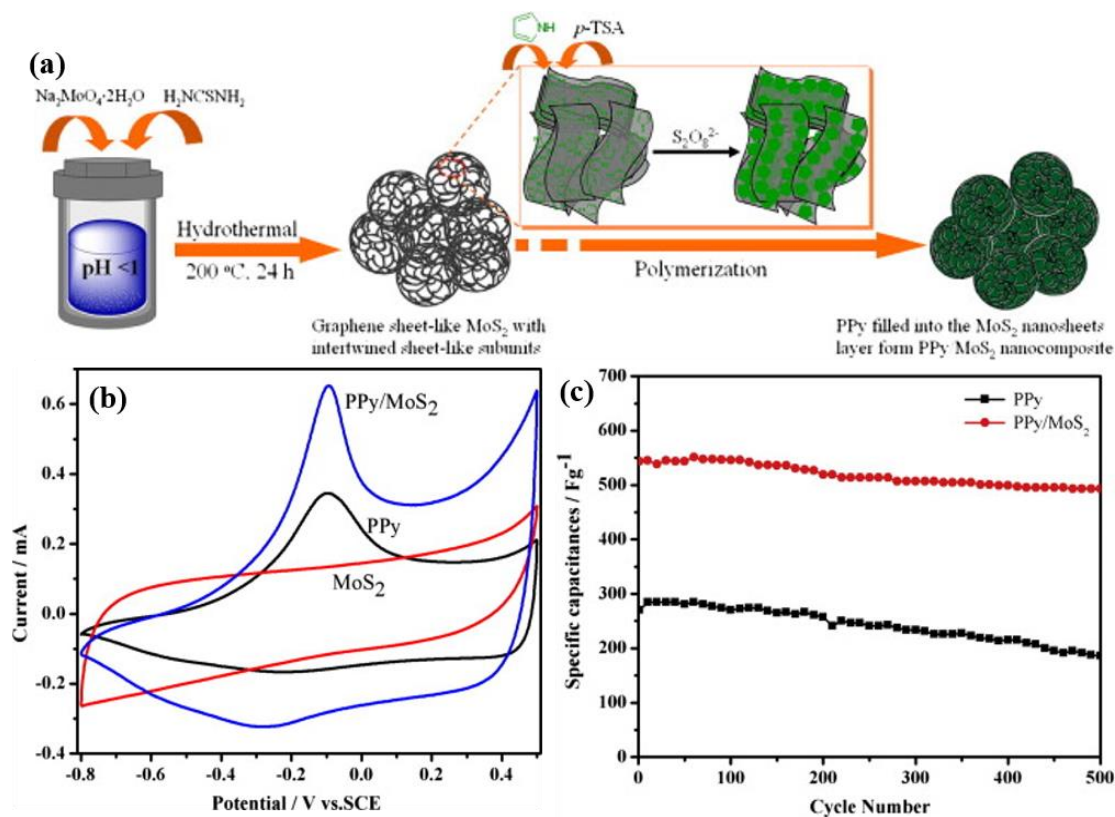 (a)
NH
p-TSA
Na₂MoO₄·2H₂O
H₂NCSNH₂
S₂O₈²⁻
pH <1
Hydrothermal
200 °C. 24 h
Polymerization
Graphene sheet-like MoS₂ with
intertwined sheet-like subunits
PPy filled into the MoS₂ nanosheets
layer form PPy MoS₂ nanocomposite
(b)
PPy/MoS₂
PPy
MoS₂
0.6
0.4
0.2
0.0
-0.2
-0.4
Current / mA
-0.8 -0.6 -0.4 -0.2 0.0 0.2 0.4
Potential / V vs.SCE
(c)
PPy
PPy/MoS₂
700
600
500
400
300
200
100
0
Specific capacitances / Fg⁻¹
0 100 200 300 400 500
Cycle Number